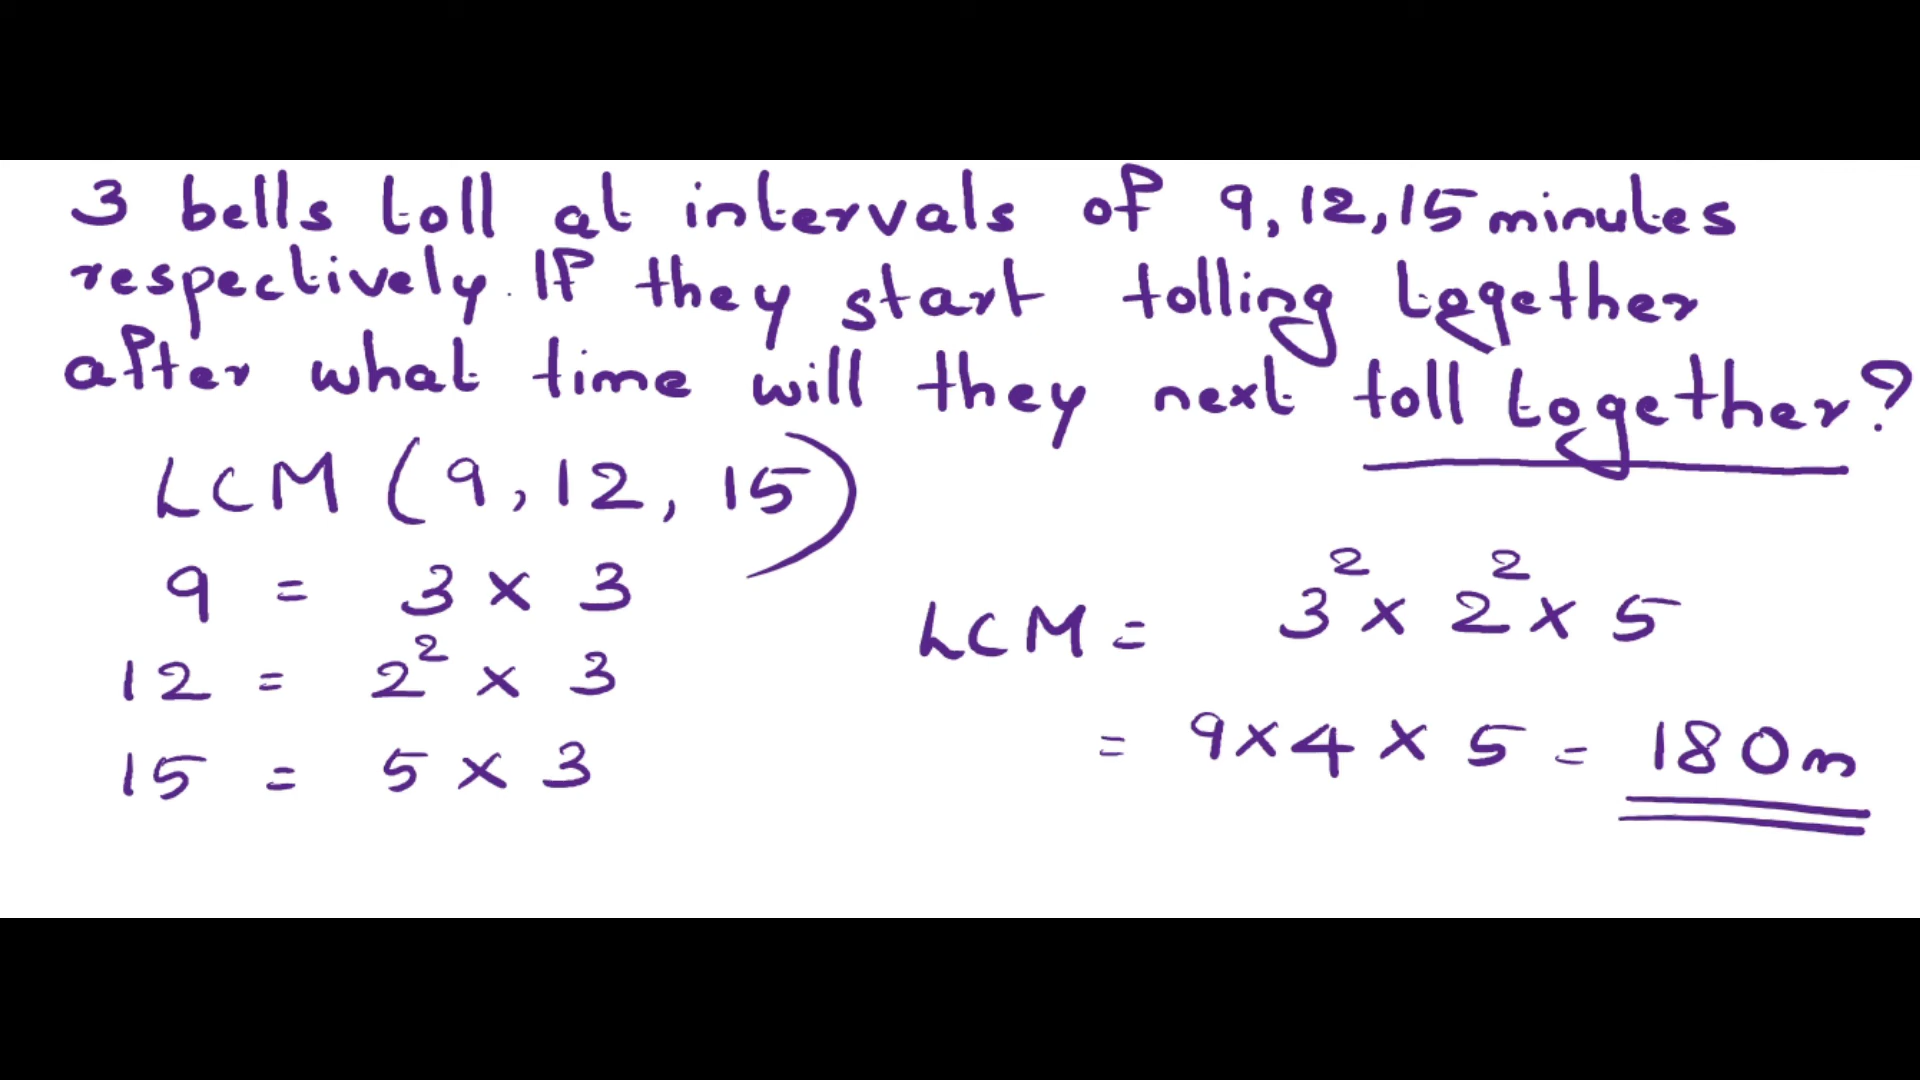 3 bells toll at intervals of 9, 12, 15 minutes
respectively. If they start tolling together
after what time will they next toll together?
LCM (9, 12, 15)
9 = 3 × 3
12 = 2² × 3
15 = 5 × 3
LCM = 3² × 2² × 5
= 9 × 4 × 5 = 180m